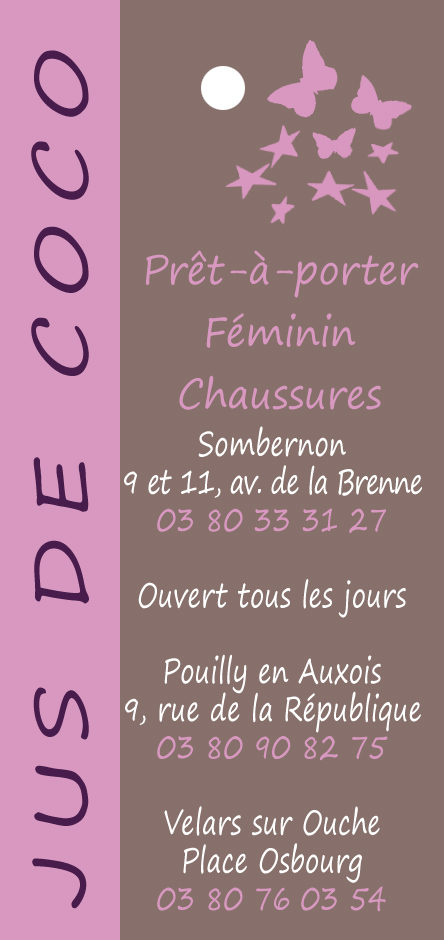 JUS DE COCO
Prêt-à-porter
Féminin
Chaussures
Sombernon
9 et 11, av. de la Brenne
03 80 33 31 27
Ouvert tous les jours
Pouilly en Auxois
9, rue de la République
03 80 90 82 75
Velars sur Ouche
Place Osbourg
03 80 76 03 54